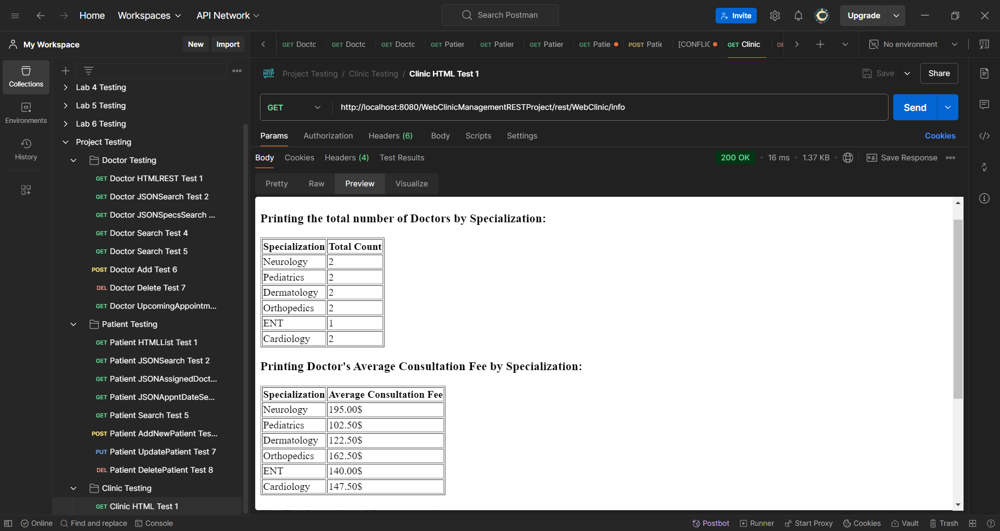 Home Workspaces API Network Search Postman Invite Upgrade
My Workspace New Import
GET Docto GET Docto GET Docto GET Patier GET Patier GET Patier GET Patie POST Patie [CONFLIC GET Clinic DE No environment
Collections
Environments
History
Lab 4 Testing
Lab 5 Testing
Lab 6 Testing
Project Testing
Doctor Testing
GET Doctor HTMLREST Test 1
GET Doctor JSONSearch Test 2
GET Doctor JSONSpecsSearch ...
GET Doctor Search Test 4
GET Doctor Search Test 5
POST Doctor Add Test 6
DEL Doctor Delete Test 7
GET Doctor UpcomingAppointm...
Patient Testing
GET Patient HTMLList Test 1
GET Patient JSONSearch Test 2
GET Patient JSONAssignedDoct...
GET Patient JSONAppntDateSe...
GET Patient Search Test 5
POST Patient AddNewPatient Tes...
PUT Patient UpdatePatient Test 7
DEL Patient DeletePatient Test 8
Clinic Testing
GET Clinic HTML Test 1
HTTP Project Testing / Clinic Testing / Clinic HTML Test 1 Save Share
GET http://localhost:8080/WebClinicManagementRESTProject/rest/WebClinic/info Send
Params Authorization Headers (6) Body Scripts Settings Cookies
Body Cookies Headers (4) Test Results 200 OK 16 ms 1.37 KB e.g. Save Response
Pretty Raw Preview Visualize
Printing the total number of Doctors by Specialization:
Specialization Total Count
Neurology 2
Pediatrics 2
Dermatology 2
Orthopedics 2
ENT 1
Cardiology 2
Printing Doctor's Average Consultation Fee by Specialization:
Specialization Average Consultation Fee
Neurology 195.00$
Pediatrics 102.50$
Dermatology 122.50$
Orthopedics 162.50$
ENT 140.00$
Cardiology 147.50$
Online Find and replace Console Postbot Runner Start Proxy Cookies Vault Trash